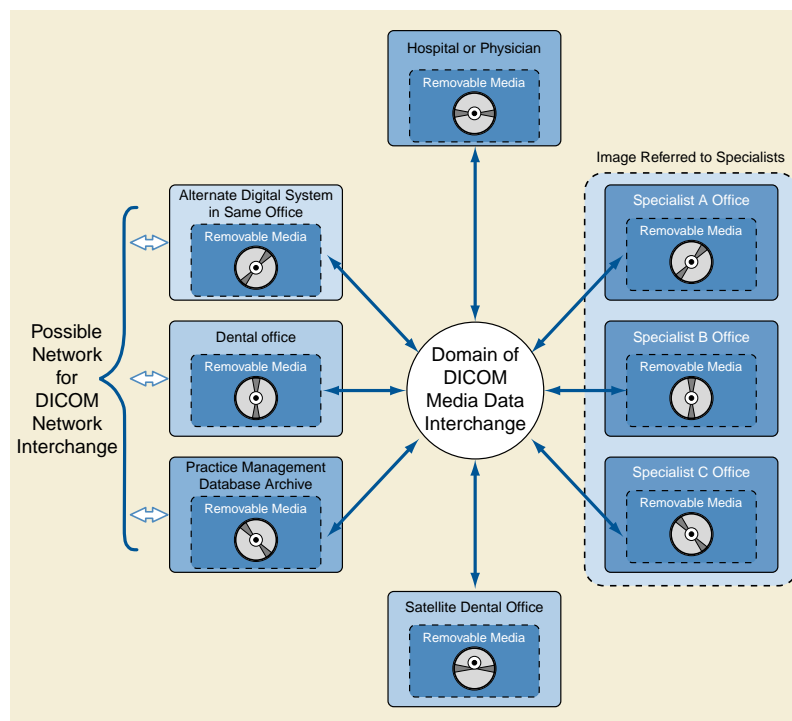 Hospital or Physician
Removable Media
Image Referred to Specialists
Alternate Digital System
in Same Office
Removable Media
Specialist A Office
Removable Media
Possible
Network
for
DICOM
Network
Interchange
Dental office
Removable Media
Domain of
DICOM
Media Data
Interchange
Specialist B Office
Removable Media
Practice Management
Database Archive
Removable Media
Specialist C Office
Removable Media
Satellite Dental Office
Removable Media